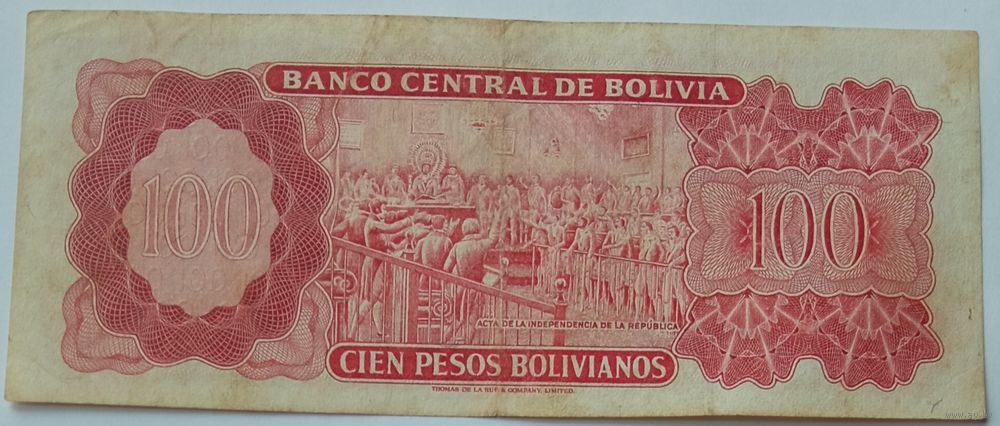 BANCO CENTRAL DE BOLIVIA
100
100
ACTA DE LA INDEPENDENCIA DE LA REPÚBLICA
CIEN PESOS BOLIVIANOS
THOMAS DE LA RUE & COMPANY, LIMITED.